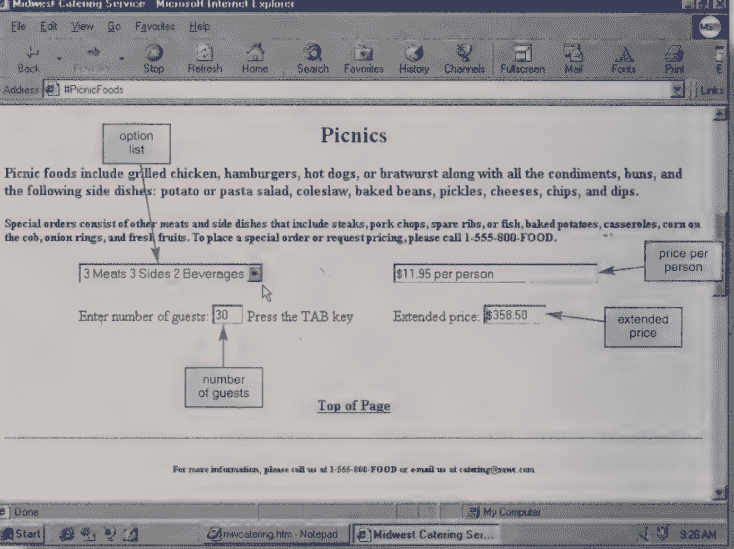 Midwest Catering Service - Microsoft Internet Explorer
File Edit View Go Favorites Help
MS
Back Forward Stop Refresh Home Search Favorites History Channels Fullscreen Mail Fonts Print E
Address #PicnicFoods Links
Picnics
option
list
Picnic foods include grilled chicken, hamburgers, hot dogs, or bratwurst along with all the condiments, buns, and
the following side dishes: potato or pasta salad, coleslaw, baked beans, pickles, cheeses, chips, and dips.
Special orders consist of other meats and side dishes that include steaks, pork chops, spare ribs, or fish, baked potatoes, casseroles, corn on
the cob, onion rings, and fresh fruits. To place a special order or request pricing, please call 1-555-800-FOOD.
price per
person
3 Meats 3 Sides 2 Beverages $11.95 per person
Enter number of guests: 30 Press the TAB key Extended price: $358.50
extended
price
number
of guests
Top of Page
For more information, please call us at 1-555-800-FOOD or e-mail us at
Done My Computer
Start mwcatering.htm - Notepad Midwest Catering Ser... 9:26 AM